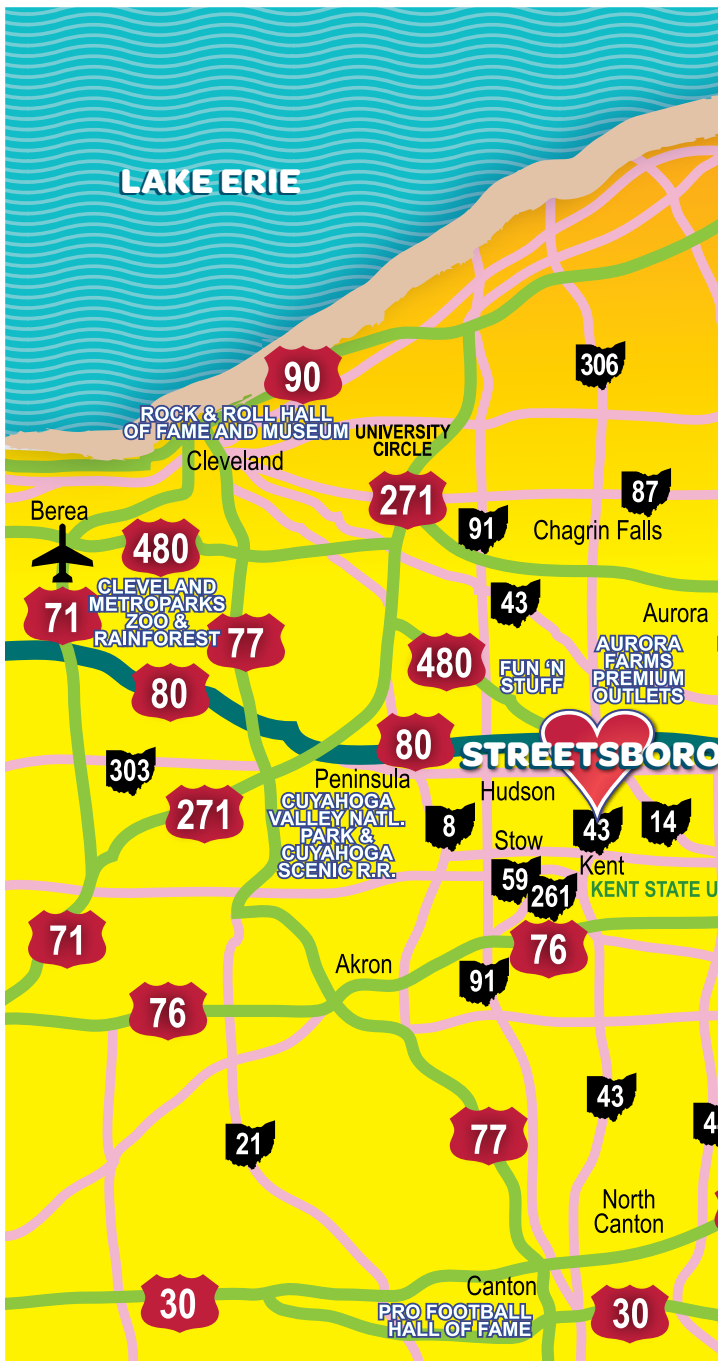 LAKE ERIE
90
306
ROCK & ROLL HALL
OF FAME AND MUSEUM
UNIVERSITY
CIRCLE
Cleveland
271
87
Berea
91
Chagrin Falls
480
CLEVELAND
METROPARKS
ZOO &
RAINFOREST
71
43
Aurora
77
480
FUN ‘N
STUFF
AURORA
FARMS
PREMIUM
OUTLETS
80
80
STREETSBORO
303
Peninsula
Hudson
271
CUYAHOGA
VALLEY NATL.
PARK &
CUYAHOGA
SCENIC R.R.
8
43
14
Stow
Kent
59
261
KENT STATE U
71
76
Akron
91
76
43
4
77
21
North
Canton
Canton
30
PRO FOOTBALL
HALL OF FAME
30